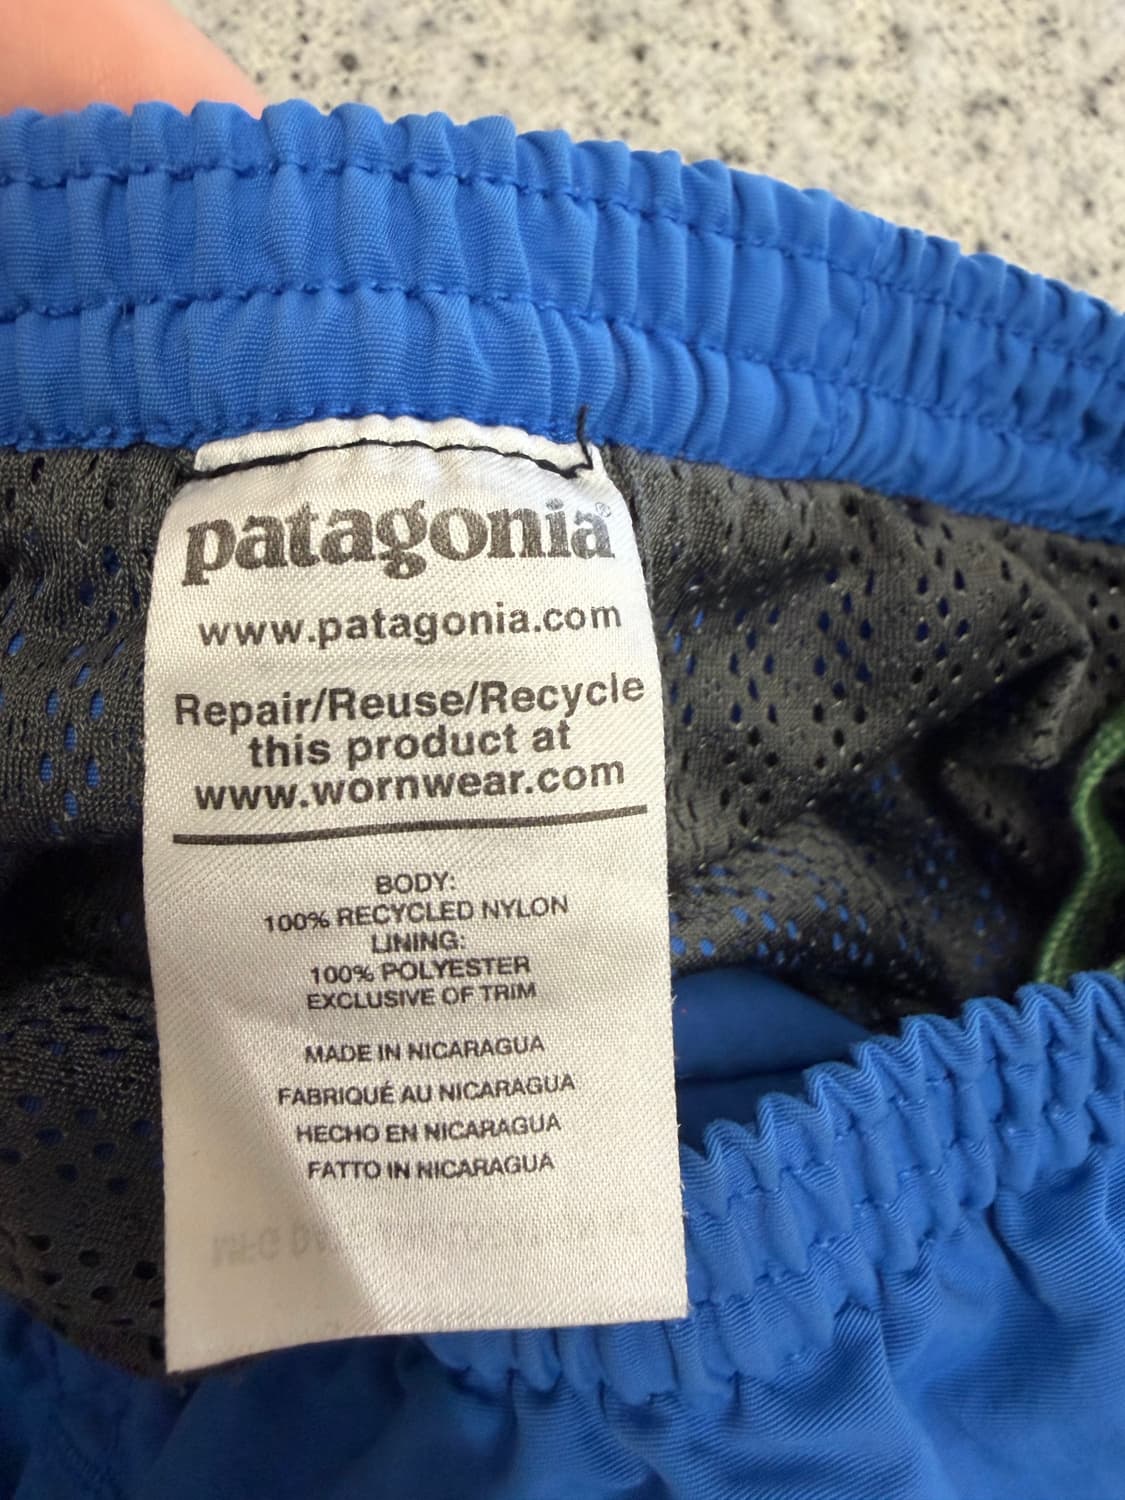 patagonia®
www.patagonia.com
Repair/Reuse/Recycle
this product at
www.wornwear.com
BODY:
100% RECYCLED NYLON
LINING:
100% POLYESTER
EXCLUSIVE OF TRIM
MADE IN NICARAGUA
FABRIQUÉ AU NICARAGUA
HECHO EN NICARAGUA
FATTO IN NICARAGUA